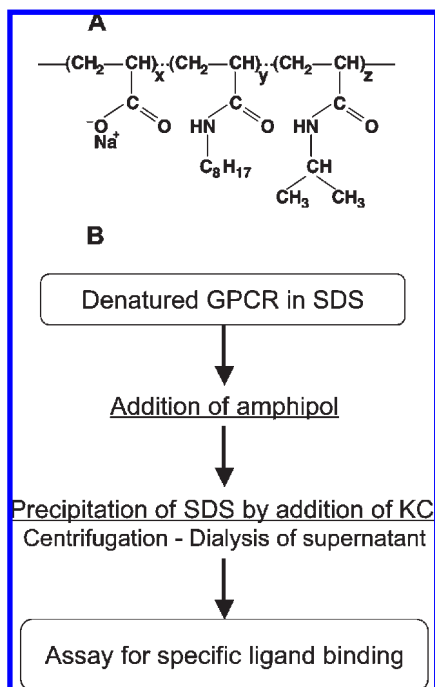 A
—(CH₂–CH)ₓ··(CH₂–CH)y··(CH₂–CH)z—
C C C
⁻O O HN O HN O
Na⁺
C₈H₁₇ CH
CH₃ CH₃
B
Denatured GPCR in SDS
Addition of amphipol
Precipitation of SDS by addition of KC
Centrifugation - Dialysis of supernatant
Assay for specific ligand binding